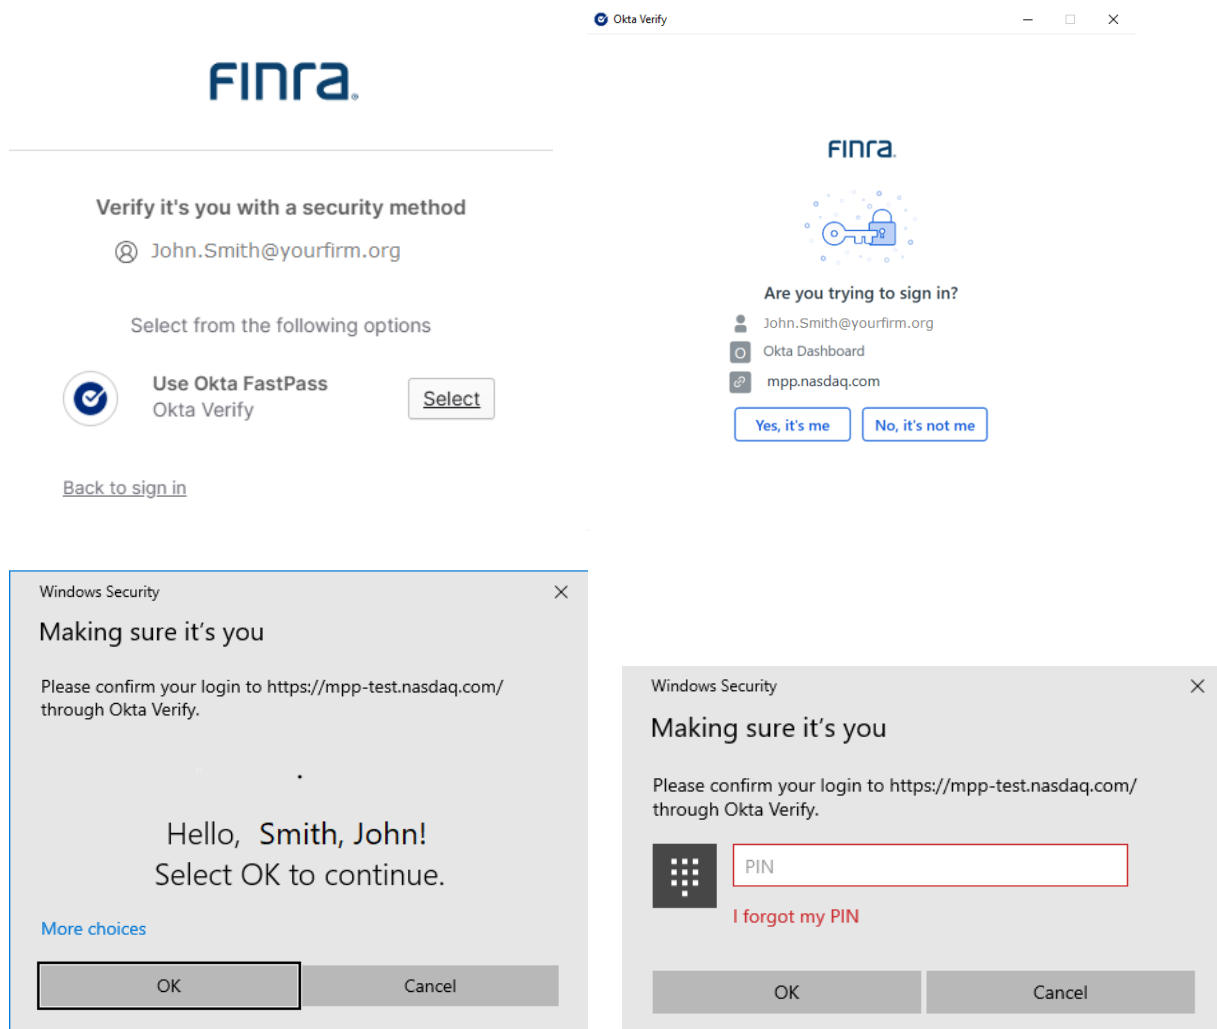 Finra
Verify it's you with a security method
John.Smith@yourfirm.org
Select from the following options
Use Okta FastPass
Okta Verify
Select
Back to sign in
Okta Verify
Finra
Are you trying to sign in?
John.Smith@yourfirm.org
O Okta Dashboard
mpp.nasdaq.com
Yes, it's me No, it's not me
Windows Security
Making sure it's you
Please confirm your login to https://mpp-test.nasdaq.com/
through Okta Verify.
Hello, Smith, John!
Select OK to continue.
More choices
OK Cancel
Windows Security
Making sure it's you
Please confirm your login to https://mpp-test.nasdaq.com/
through Okta Verify.
PIN
I forgot my PIN
OK Cancel